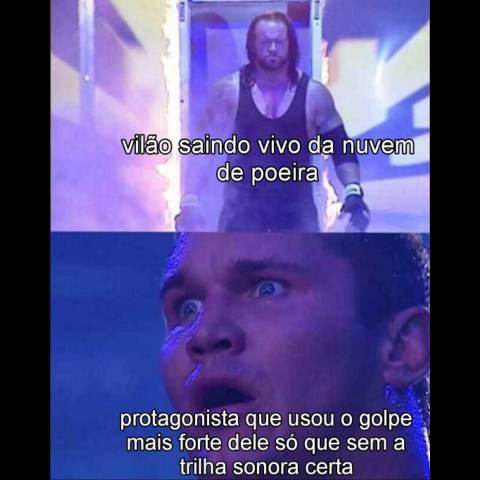 vilão saindo vivo da nuvem
de poeira
protagonista que usou o golpe
mais forte dele só que sem a
trilha sonora certa